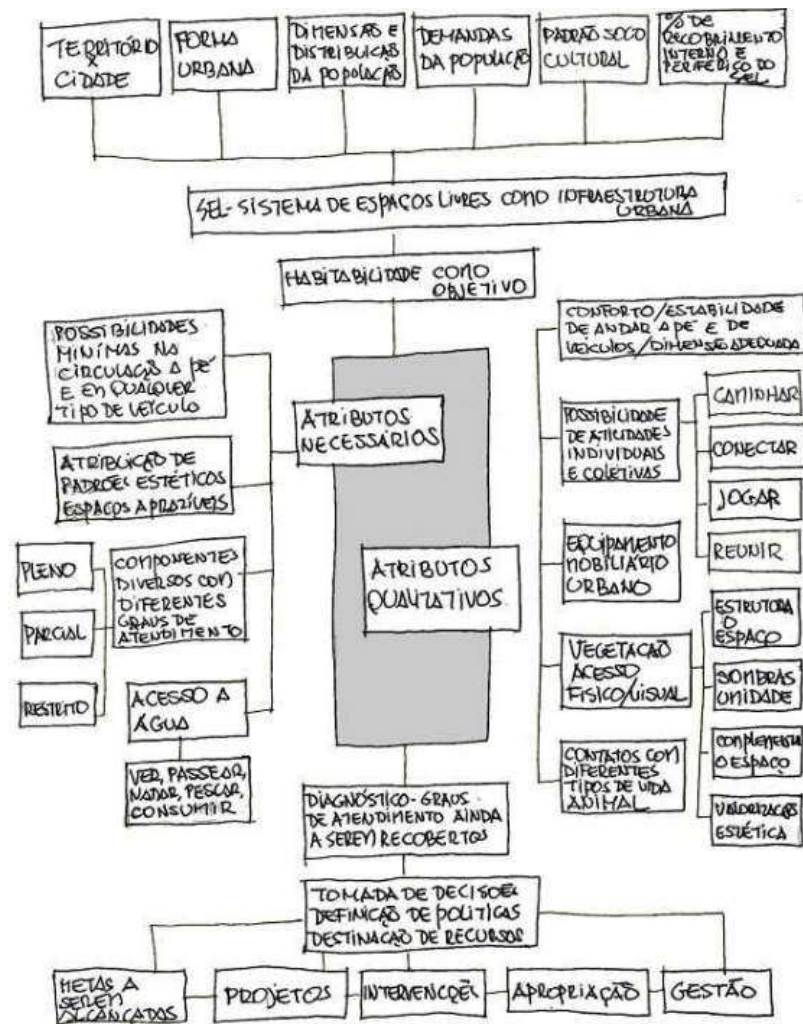 TERRITÓRIO
X
CIDADE
FORMA
URBANA
DIMENSÃO E
DISTRIBUIÇÃO
DA POPULAÇÃO
DEMANDAS
DA POPULAÇÃO
PADRÃO SOCO
CULTURAL
% DE
RECOBRIMENTO
INTERNO E
PERIFÉRICO DO
SEL
SEL-SISTEMA DE ESPAÇOS LIVRES COMO INFRAESTRUTURA
URBANA
HABITABILIDADE COMO
OBJETIVO
POSSIBILIDADES
MINÍMAS NA
CIRCULAÇÃO A PÉ
E EM QUALQUER
TIPO DE VEÍCULO
ATRIBUIÇÃO DE
PADRÕES ESTÉTICOS
ESPAÇOS APRAZÍVEIS
COMPONENTES
DIVERSOS COM
DIFERENTES
GRAUS DE
ATENDIMENTO
PLENO
PARCIAL
RESTRITO
ACESSO A
ÁGUA
VER, PASSEAR,
NADAR, PESCAR,
CONSUMIR
ATRIBUTOS
NECESSÁRIOS
ATRIBUTOS
QUALITATIVOS
CONFORTO/ESTABILIDADE
DE ANDAR A PÉ E DE
VEÍCULOS/DIMENSÃO ADEQUADA
POSSIBILIDADE
DE ATIVIDADES
INDIVIDUAIS
E COLETIVAS
CAMINHAR
CONECTAR
JOGAR
REUNIR
EQUIPAMENTO
MOBILIÁRIO
URBANO
VEGETAÇÃO
ACESSO
FISICO/VISUAL
ESTRUTURA
O
ESPAÇO
SOMBRAS
UNIDADE
COMPLEMENTA
O ESPAÇO
VALORIZAÇÃO
ESTÉTICA
CONTATOS COM
DIFERENTES
TIPOS DE VIDA
ANIMAL
DIAGNÓSTICO-GRAUS
DE ATENDIMENTO AINDA
A SEREM RECOBERTOS
TOMADA DE DECISÕES
DEFINIÇÃO DE POLITICAS
DESTINAÇÃO DE RECURSOS
METAS A
SEREM
ALCANÇADAS
PROJETOS
INTERVENÇÕES
APROPRIAÇÃO
GESTÃO